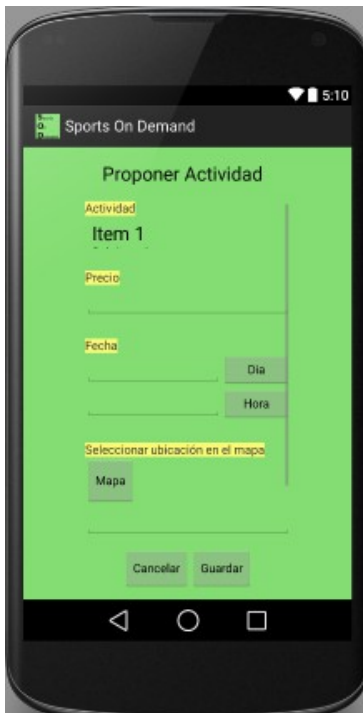 5:10
Sports On Demand
Proponer Actividad
Actividad
Item 1
Precio
Fecha
Dia
Hora
Seleccionar ubicación en el mapa
Mapa
Cancelar Guardar